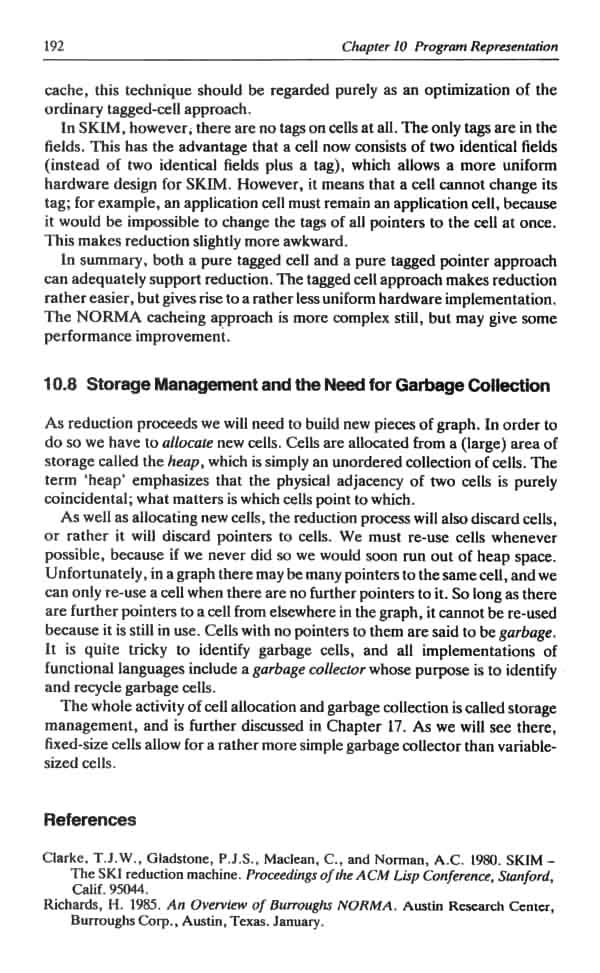 192
Chapter 10 Program Representation
cache, this technique should be regarded purely as an optimization of the
ordinary tagged-cell approach.
In SKIM, however, there are no tags on cells at all. The only tags are in the
fields. This has the advantage that a cell now consists of two identical fields
(instead of two identical fields plus a tag), which allows a more uniform
hardware design for SKIM. However, it means that a cell cannot change its
tag; for example, an application cell must remain an application cell, because
it would be impossible to change the tags of all pointers to the cell at once.
This makes reduction slightly more awkward.
In summary, both a pure tagged cell and a pure tagged pointer approach
can adequately support reduction. The tagged cell approach makes reduction
rather easier, but gives rise to a rather less uniform hardware implementation.
The NORMA cacheing approach is more complex still, but may give some
performance improvement.
10.8 Storage Management and the Need for Garbage Collection
As reduction proceeds we will need to build new pieces of graph. In order to
do so we have to allocate new cells. Cells are allocated from a (large) area of
storage called the heap, which is simply an unordered collection of cells. The
term 'heap' emphasizes that the physical adjacency of two cells is purely
coincidental; what matters is which cells point to which.
As well as allocating new cells, the reduction process will also discard cells,
or rather it will discard pointers to cells. We must re-use cells whenever
possible, because if we never did so we would soon run out of heap space.
Unfortunately, in a graph there may be many pointers to the same cell, and we
can only re-use a cell when there are no further pointers to it. So long as there
are further pointers to a cell from elsewhere in the graph, it cannot be re-used
because it is still in use. Cells with no pointers to them are said to be garbage.
It is quite tricky to identify garbage cells, and all implementations of
functional languages include a garbage collector whose purpose is to identify
and recycle garbage cells.
The whole activity of cell allocation and garbage collection is called storage
management, and is further discussed in Chapter 17. As we will see there,
fixed-size cells allow for a rather more simple garbage collector than variable-
sized cells.
References
Clarke, T.J.W., Gladstone, P.J.S., Maclean, C., and Norman, A.C. 1980. SKIM –
The SKI reduction machine. Proceedings of the ACM Lisp Conference, Stanford,
Calif. 95044.
Richards, H. 1985. An Overview of Burroughs NORMA. Austin Research Center,
Burroughs Corp., Austin, Texas. January.